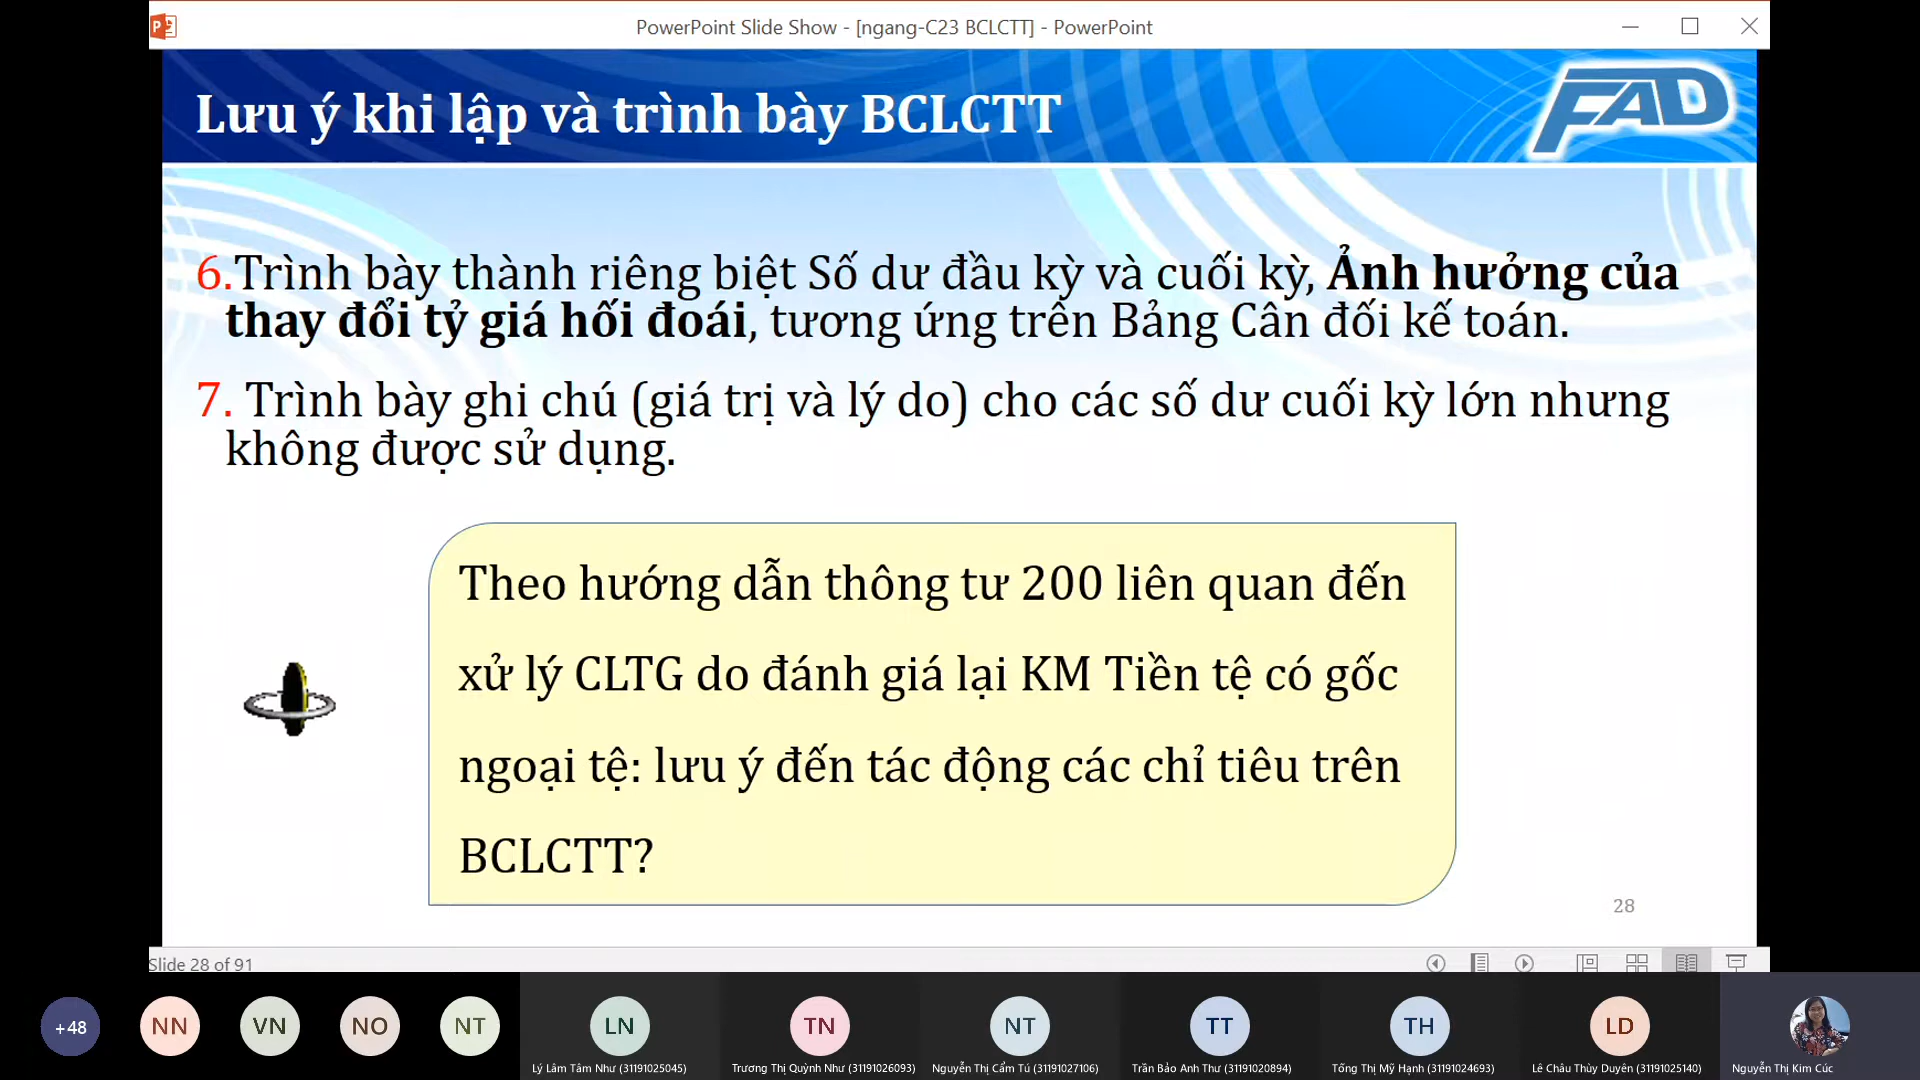 PowerPoint Slide Show - [ngang-C23 BCLCTT] - PowerPoint
Lưu ý khi lập và trình bày BCLCTT
FAD
6.Trình bày thành riêng biệt Số dư đầu kỳ và cuối kỳ, Ảnh hưởng của
thay đổi tỷ giá hối đoái, tương ứng trên Bảng Cân đối kế toán.
7. Trình bày ghi chú (giá trị và lý do) cho các số dư cuối kỳ lớn nhưng
không được sử dụng.
Theo hướng dẫn thông tư 200 liên quan đến
xử lý CLTG do đánh giá lại KM Tiền tệ có gốc
ngoại tệ: lưu ý đến tác động các chỉ tiêu trên
BCLCTT?
28
Slide 28 of 91
+48 NN VN NO NT LN TN NT TT TH LD
Lý Lâm Tâm Như (31191025045) Trương Thị Quỳnh Như (31191026093) Nguyễn Thị Cẩm Tú (31191027106) Trần Bảo Anh Thư (31191020894) Tống Thị Mỹ Hạnh (31191024693) Lê Châu Thùy Duyên (31191025140) Nguyễn Thị Kim Cúc